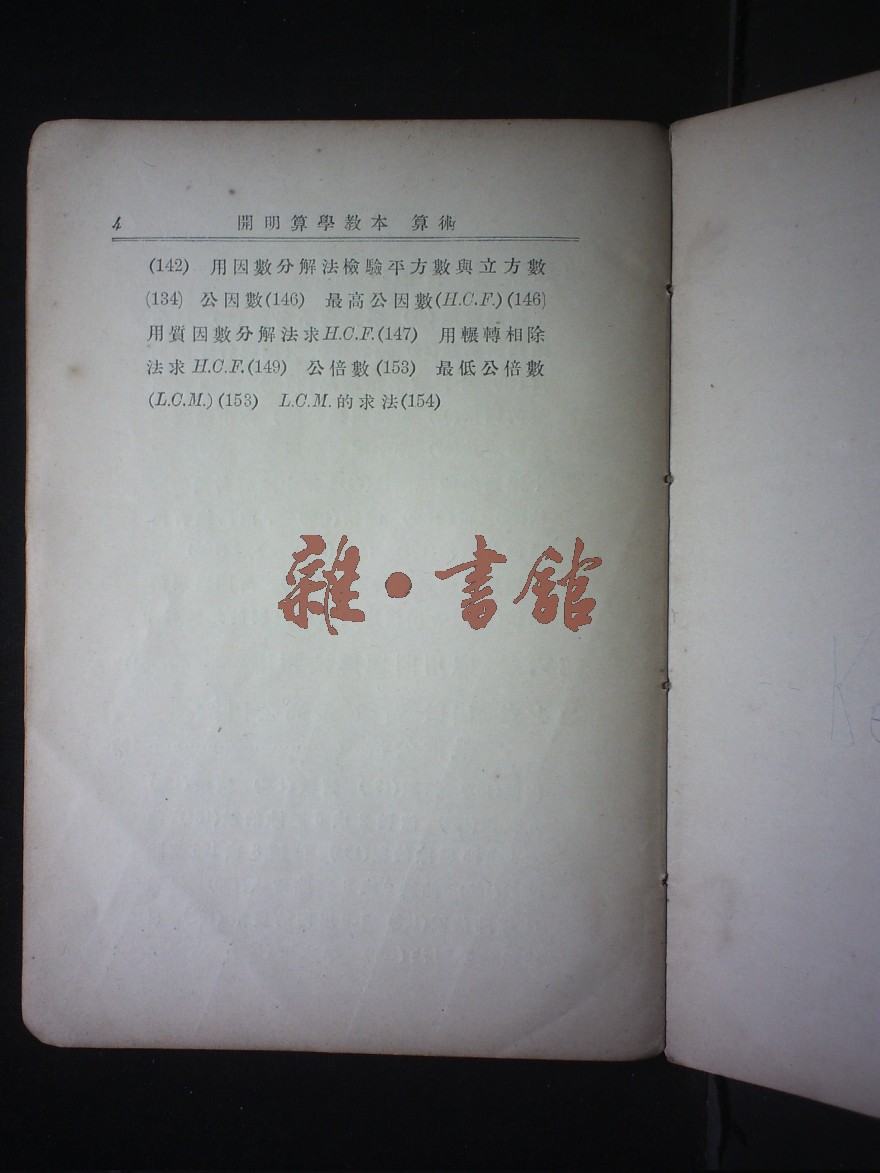 4 開明算學教本 算術
(142) 用因數分解法檢驗平方數與立方數
(134) 公因數(146) 最高公因數(H.C.F.)(146)
用質因數分解法求H.C.F.(147) 用輾轉相除
法求H.C.F.(149) 公倍數(153) 最低公倍數
(L.C.M.)(153) L.C.M.的求法(154)
雜·書館